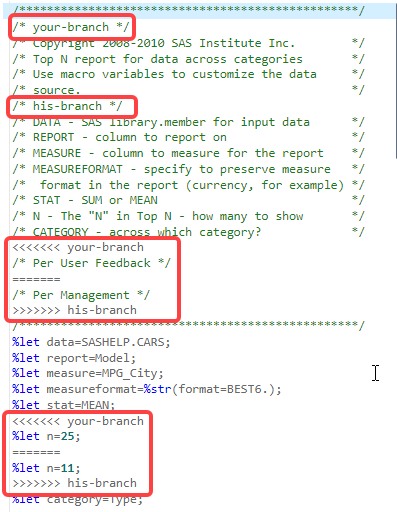 /*************************************************/
/* your-branch */
/* Copyright 2008-2010 SAS Institute Inc. */
/* Top N report for data across categories */
/* Use macro variables to customize the data */
/* source. */
/* his-branch */
/* DATA - SAS library.member for input data */
/* REPORT - column to report on */
/* MEASURE - column to measure for the report */
/* MEASUREFORMAT - specify to preserve measure */
/* format in the report (currency, for example) */
/* STAT - SUM or MEAN */
/* N - The "N" in Top N - how many to show */
/* CATEGORY - across which category? */
<<<<<<< your-branch
/* Per User Feedback */
=======
/* Per Management */
>>>>>>> his-branch
/*************************************************/
%let data=SASHELP.CARS;
%let report=Model;
%let measure=MPG_City;
%let measureformat=%str(format=BEST6.);
%let stat=MEAN;
<<<<<<< your-branch
%let n=25;
=======
%let n=11;
>>>>>>> his-branch
%let category=Type;